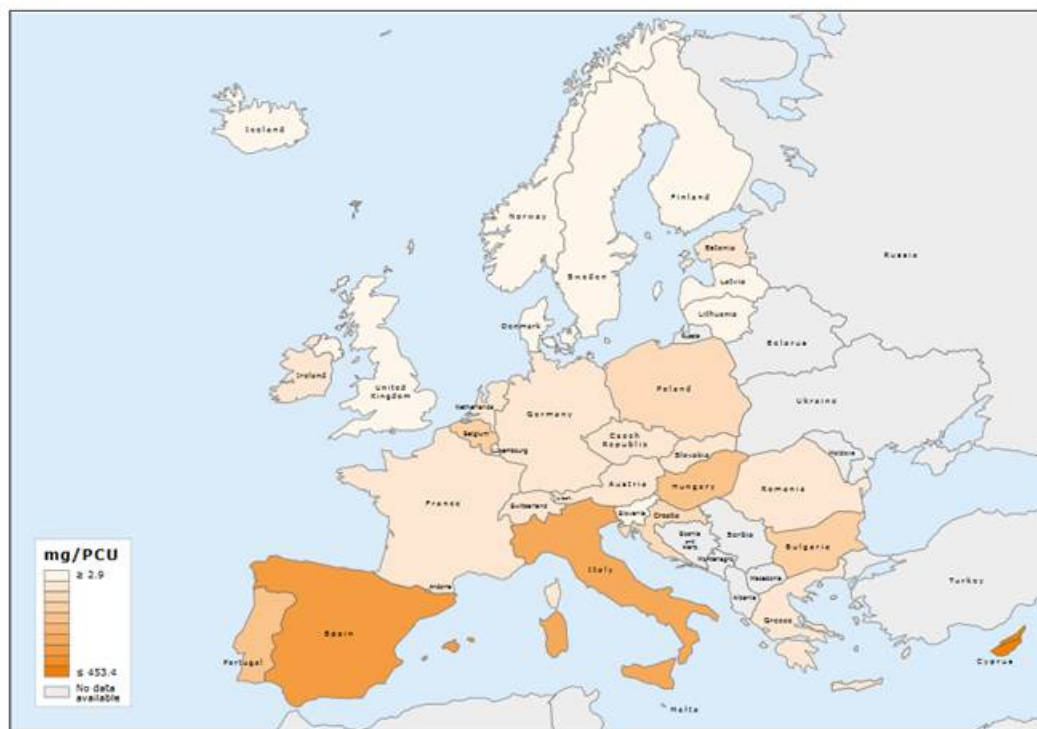 Iceland
Finland
Norway
Sweden
Estonia
Russia
Latvia
Lithuania
Denmark
Russia
Belarus
Ireland
United
Kingdom
Poland
Ukraine
Netherlands
Germany
Belgium
Czech
Republic
Luxembourg
Slovakia
Moldova
Austria
Hungary
Romania
France
Switzerland
Slovenia
Croatia
Bosnia
and
Serbia
Bulgaria
mg/PCU
≥ 2.9
Italy
Montenegro
Macedonia
Andorra
Albania
Turkey
Greece
Spain
Portugal
Cyprus
≤ 453.4
No data
available
Malta